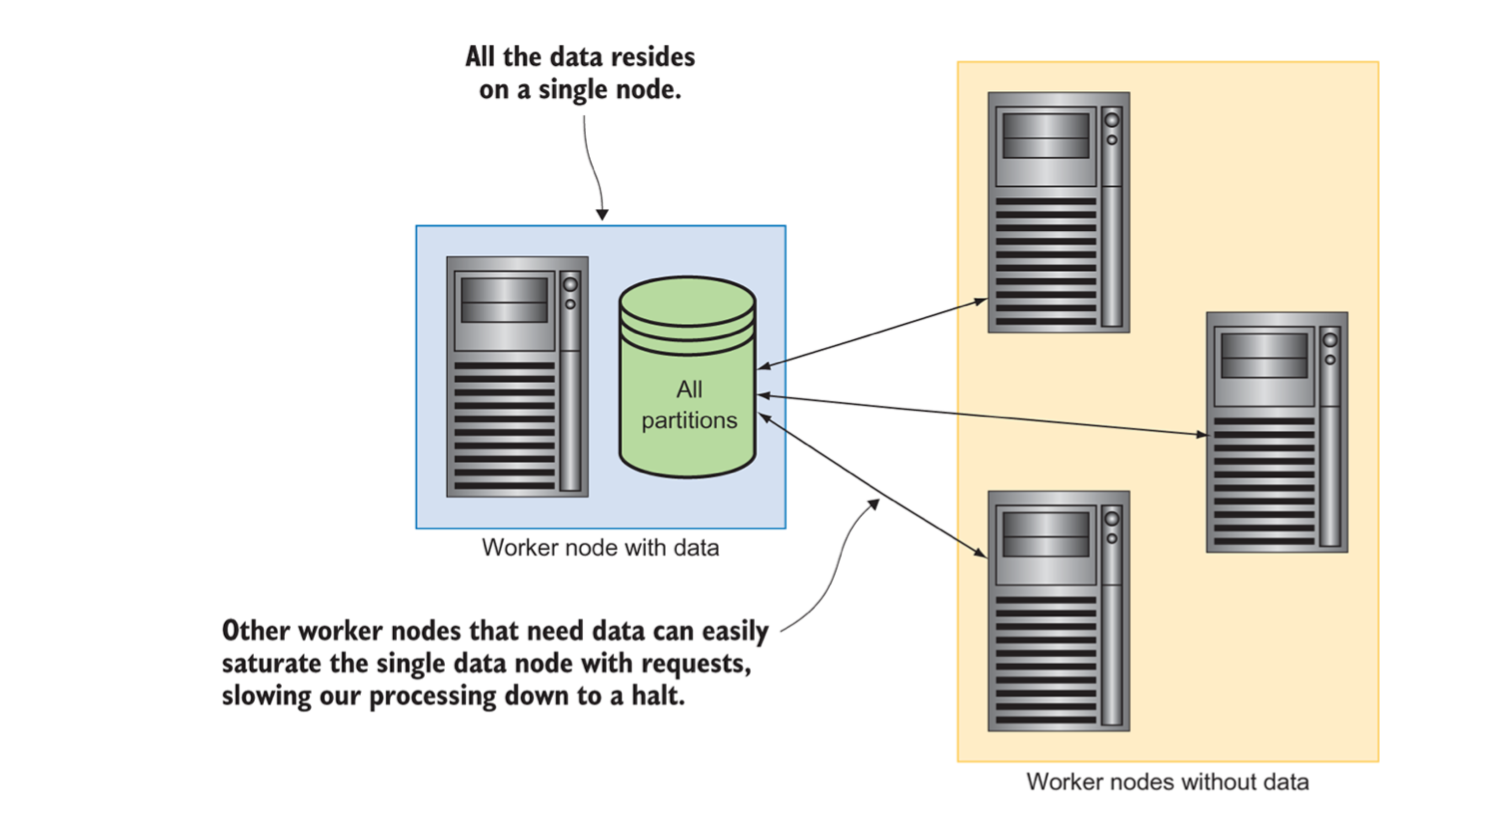 All the data resides
on a single node.
All
partitions
Worker node with data
Other worker nodes that need data can easily
saturate the single data node with requests,
slowing our processing down to a halt.
Worker nodes without data